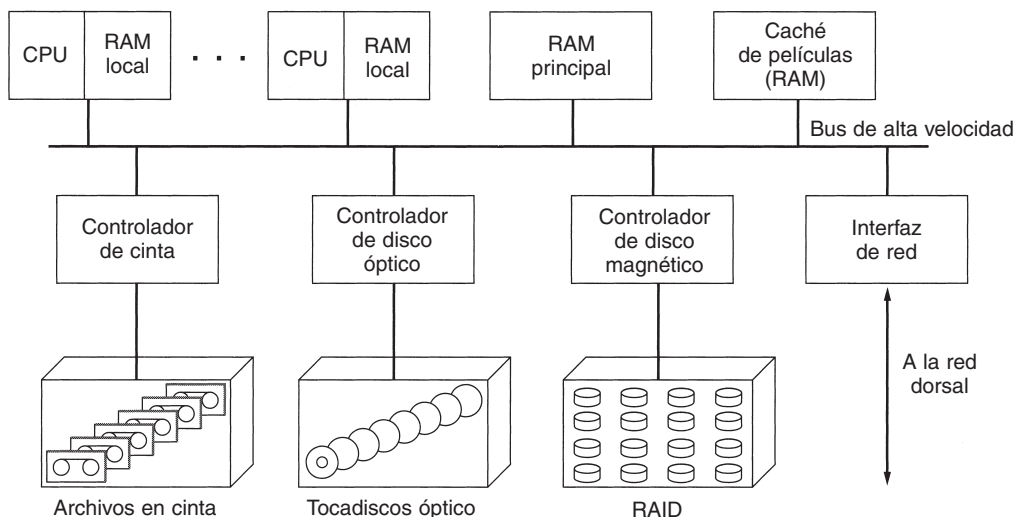 CPU
RAM
local
. . .
CPU
RAM
local
RAM
principal
Caché
de películas
(RAM)
Bus de alta velocidad
Controlador
de cinta
Controlador
de disco
óptico
Controlador
de disco
magnético
Interfaz
de red
A la red
dorsal
Archivos en cinta
Tocadiscos óptico
RAID